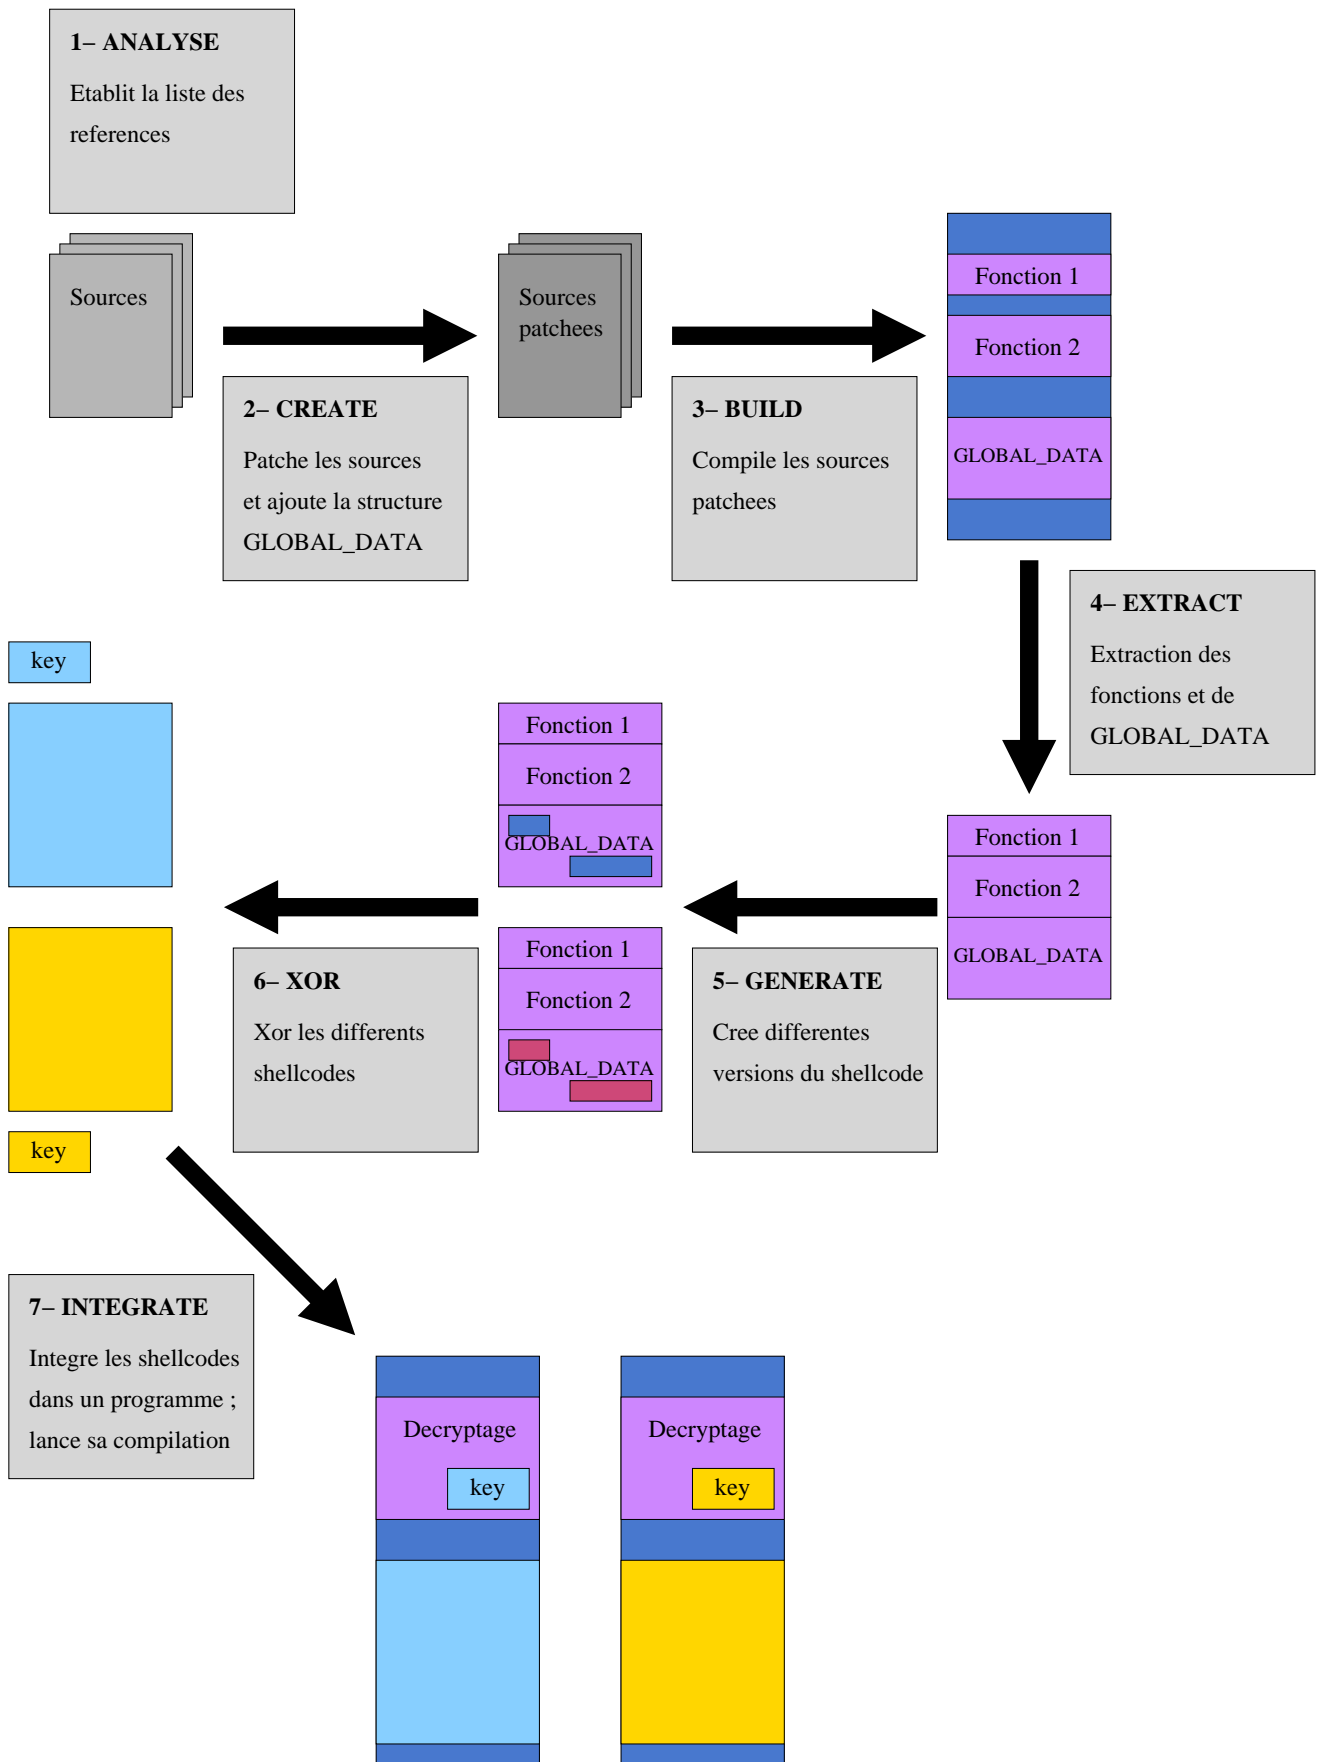 1– ANALYSE
Etablit la liste des
references
Sources
Sources
patchees
Fonction 1
Fonction 2
GLOBAL_DATA
2– CREATE
Patche les sources
et ajoute la structure
GLOBAL_DATA
3– BUILD
Compile les sources
patchees
4– EXTRACT
Extraction des
fonctions et de
GLOBAL_DATA
key
Fonction 1
Fonction 2
GLOBAL_DATA
Fonction 1
Fonction 2
GLOBAL_DATA
Fonction 1
Fonction 2
GLOBAL_DATA
5– GENERATE
Cree differentes
versions du shellcode
6– XOR
Xor les differents
shellcodes
key
7– INTEGRATE
Integre les shellcodes
dans un programme ;
lance sa compilation
Decryptage
key
Decryptage
key